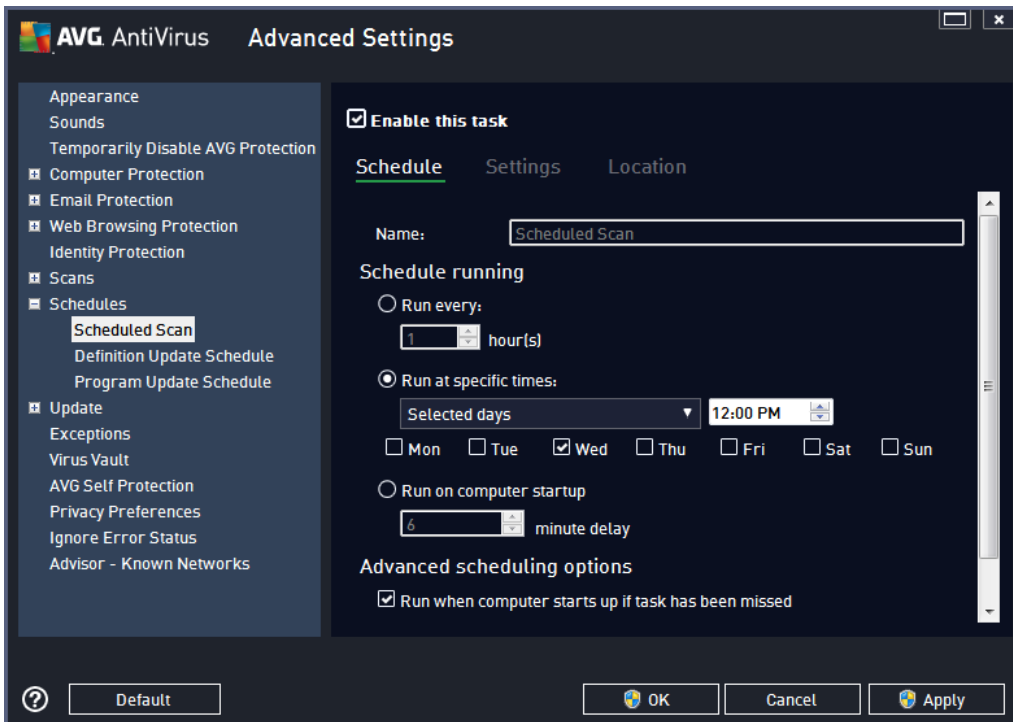 AVG AntiVirus Advanced Settings
Appearance
Sounds
Temporarily Disable AVG Protection
Computer Protection
Email Protection
Web Browsing Protection
Identity Protection
Scans
Schedules
Scheduled Scan
Definition Update Schedule
Program Update Schedule
Update
Exceptions
Virus Vault
AVG Self Protection
Privacy Preferences
Ignore Error Status
Advisor - Known Networks
Enable this task
Schedule Settings Location
Name: Scheduled Scan
Schedule running
Run every:
1 hour(s)
Run at specific times:
Selected days 12:00 PM
Mon Tue Wed Thu Fri Sat Sun
Run on computer startup
6 minute delay
Advanced scheduling options
Run when computer starts up if task has been missed
? Default OK Cancel Apply